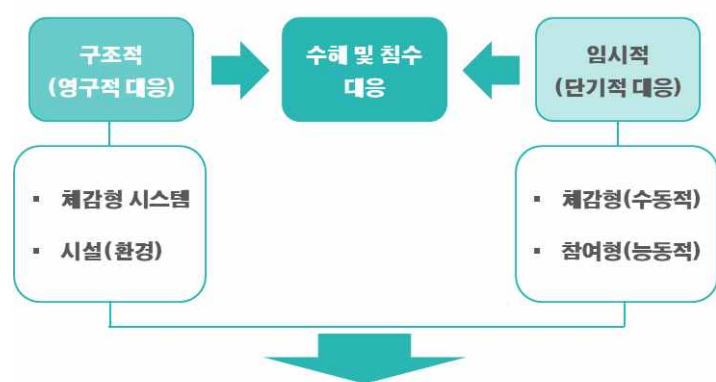 구조적
(영구적 대응)
수해 및 침수
대응
임시적
(단기적 대응)
▪ 체감형 시스템
▪ 시설(환경)
▪ 체감형(수동적)
▪ 참여형(능동적)